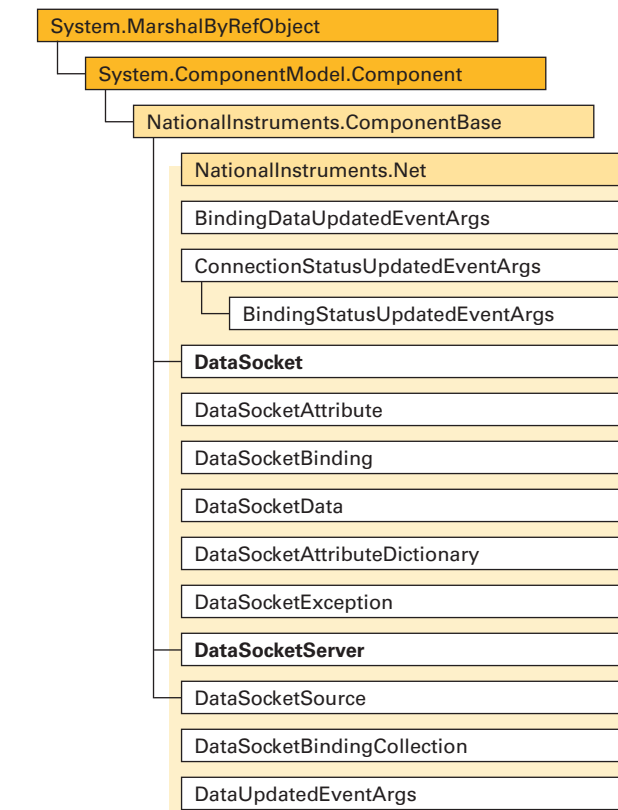 System.MarshalByRefObject
System.ComponentModel.Component
NationalInstruments.ComponentBase
NationalInstruments.Net
BindingDataUpdatedEventArgs
ConnectionStatusUpdatedEventArgs
BindingStatusUpdatedEventArgs
DataSocket
DataSocketAttribute
DataSocketBinding
DataSocketData
DataSocketAttributeDictionary
DataSocketException
DataSocketServer
DataSocketSource
DataSocketBindingCollection
DataUpdatedEventArgs